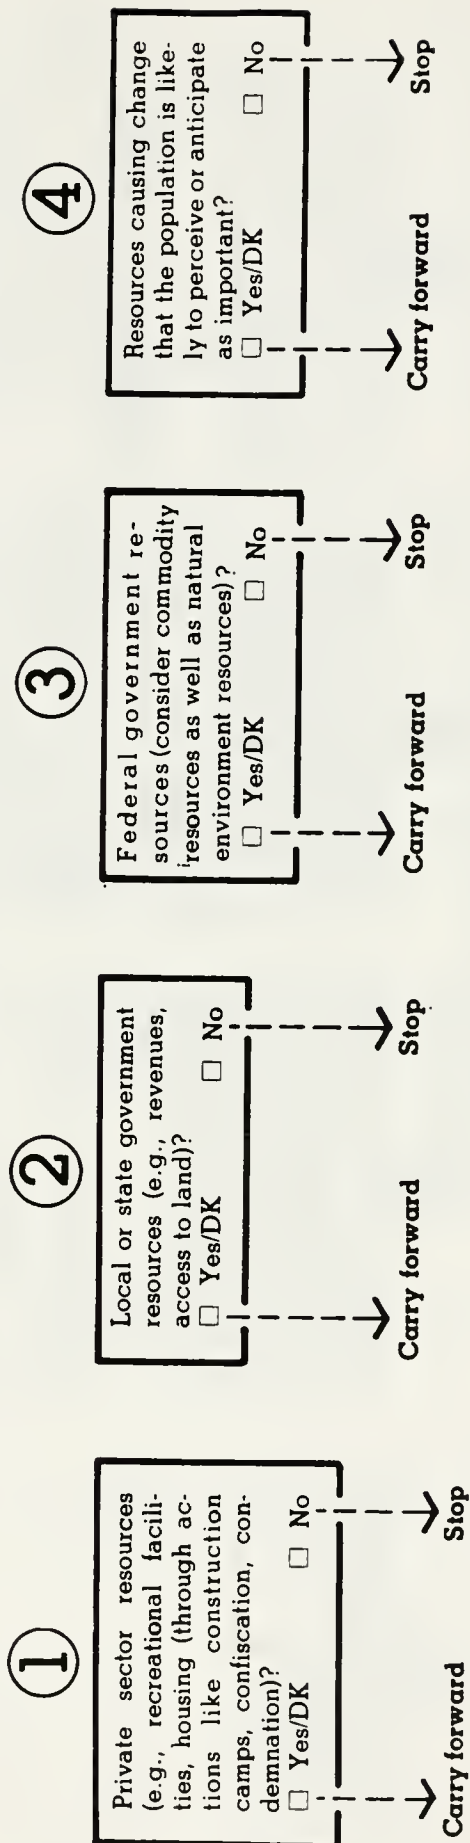 1
Private sector resources
(e.g., recreational facili-
ties, housing (through ac-
tions like construction
camps, confiscation, con-
demnation)?
☐ Yes/DK ☐ No
Carry forward Stop
2
Local or state government
resources (e.g., revenues,
access to land)?
☐ Yes/DK ☐ No
Carry forward Stop
3
Federal government re-
sources (consider commodity
resources as well as natural
environment resources)?
☐ Yes/DK ☐ No
Carry forward Stop
4
Resources causing change
that the population is like-
ly to perceive or anticipate
as important?
☐ Yes/DK ☐ No
Carry forward Stop